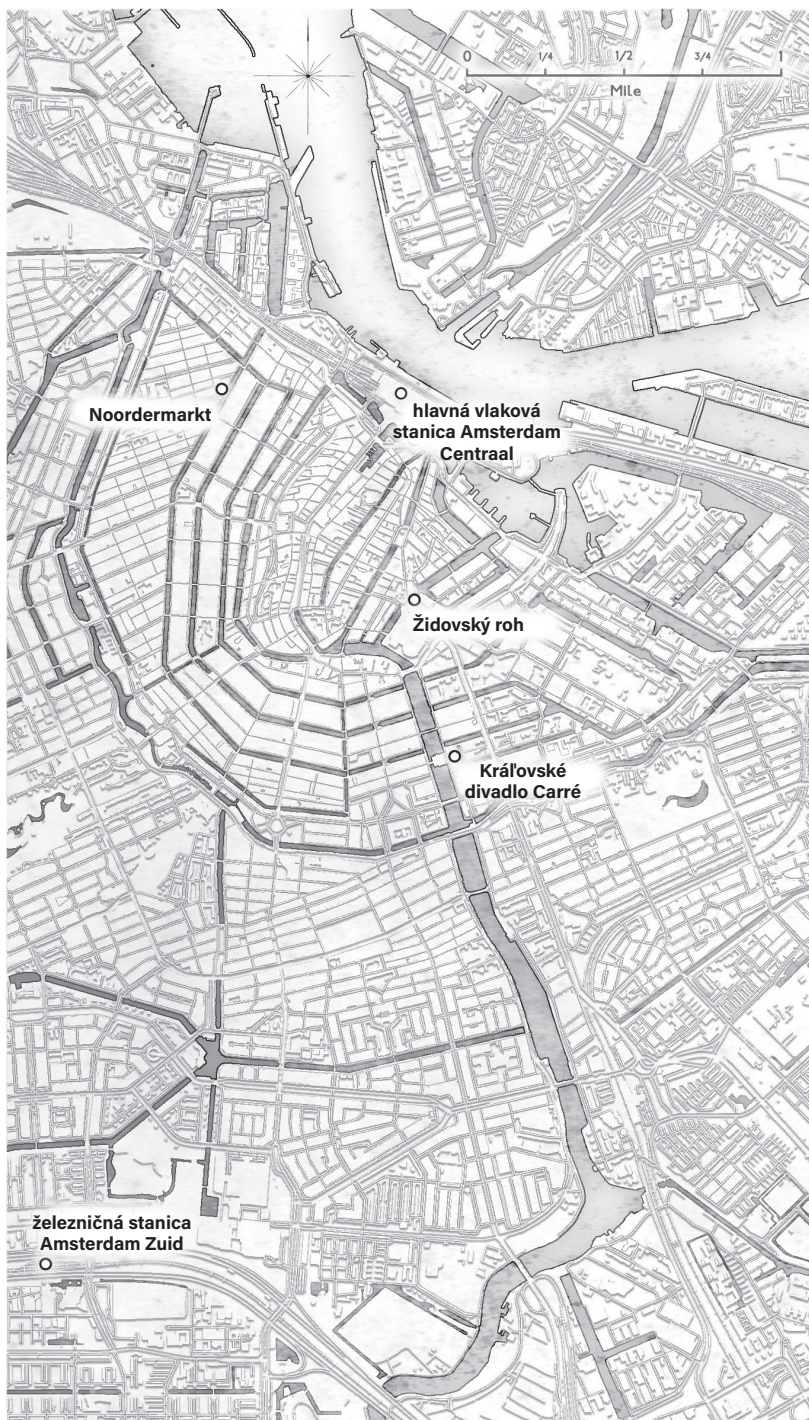 0 1/4 1/2 3/4 1
Mile
Noordermarkt
hlavná vlaková
stanica Amsterdam
Centraal
Židovský roh
Kráľovské
divadlo Carré
železničná stanica
Amsterdam Zuid